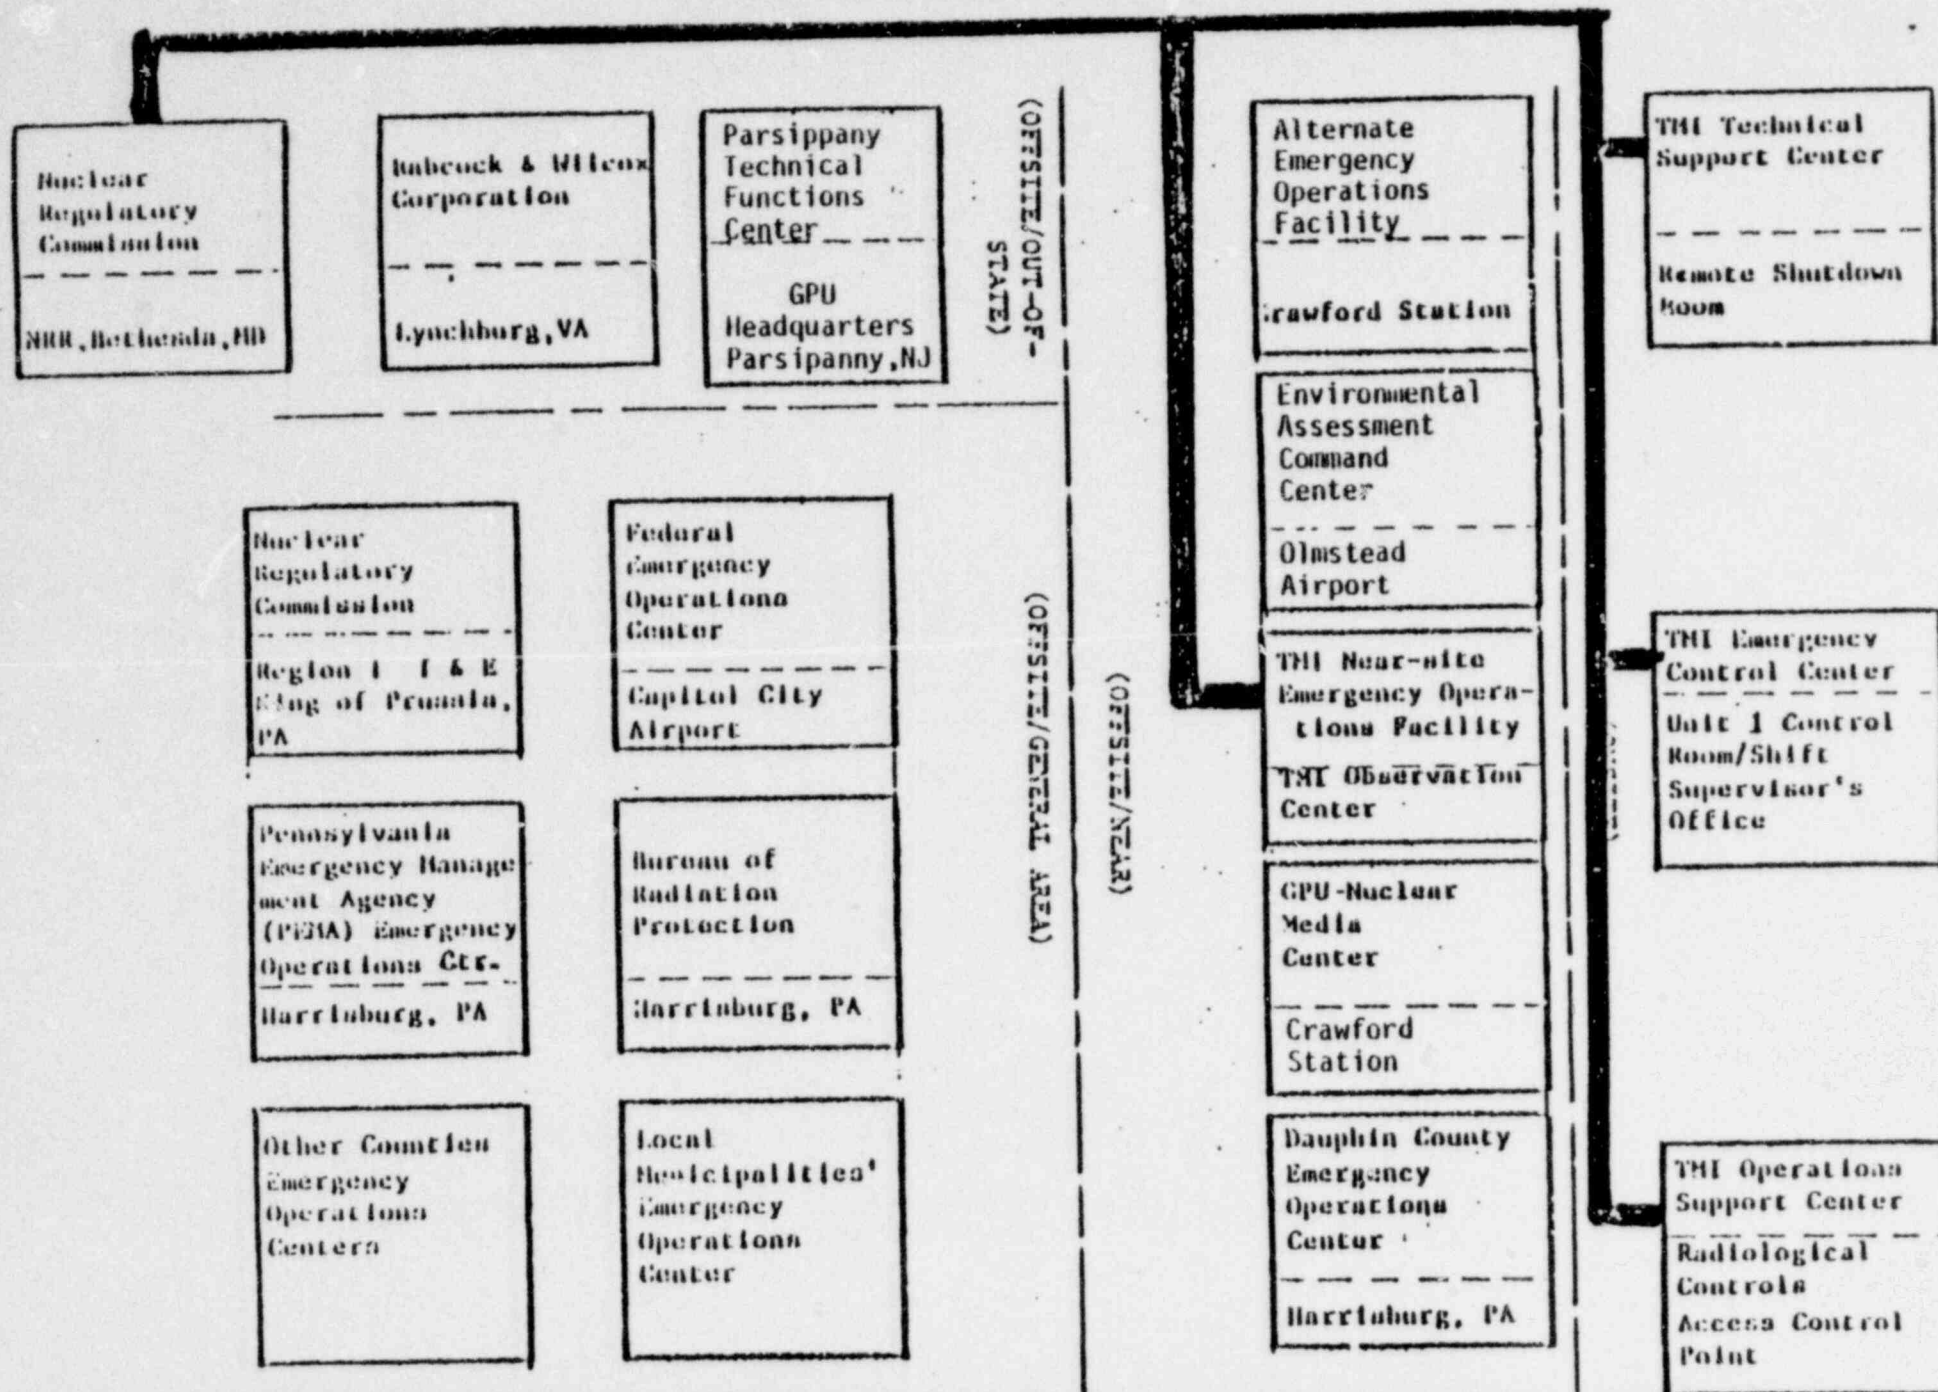 Nuclear
Regulatory
Commission
NRR, Bethesda, MD
Babcock & Wilcox
Corporation
Lynchburg, VA
Parsippany
Technical
Functions
Center
GPU
Headquarters
Parsipanny, NJ
(OFFSITE/OUT-OF-
STATE)
Alternate
Emergency
Operations
Facility
Crawford Station
TMI Technical
Support Center
Remote Shutdown
Room
Environmental
Assessment
Command
Center
Olmstead
Airport
Nuclear
Regulatory
Commission
Region I I & E
King of Prussia,
PA
Federal
Emergency
Operations
Center
Capitol City
Airport
(OFFSITE/GENERAL AREA)
(OFFSITE/NEAR)
TMI Near-site
Emergency Opera-
tions Facility
TMI Observation
Center
TMI Emergency
Control Center
Unit 1 Control
Room/Shift
Supervisor's
Office
Pennsylvania
Emergency Manage
ment Agency
(PEMA) Emergency
Operations Ctr.
Harrisburg, PA
Bureau of
Radiation
Protection
Harrisburg, PA
GPU-Nuclear
Media
Center
Crawford
Station
Other Counties
Emergency
Operations
Centers
Local
Municipalities'
Emergency
Operations
Center
Dauphin County
Emergency
Operations
Center
Harrisburg, PA
TMI Operations
Support Center
Radiological
Controls
Access Control
Point